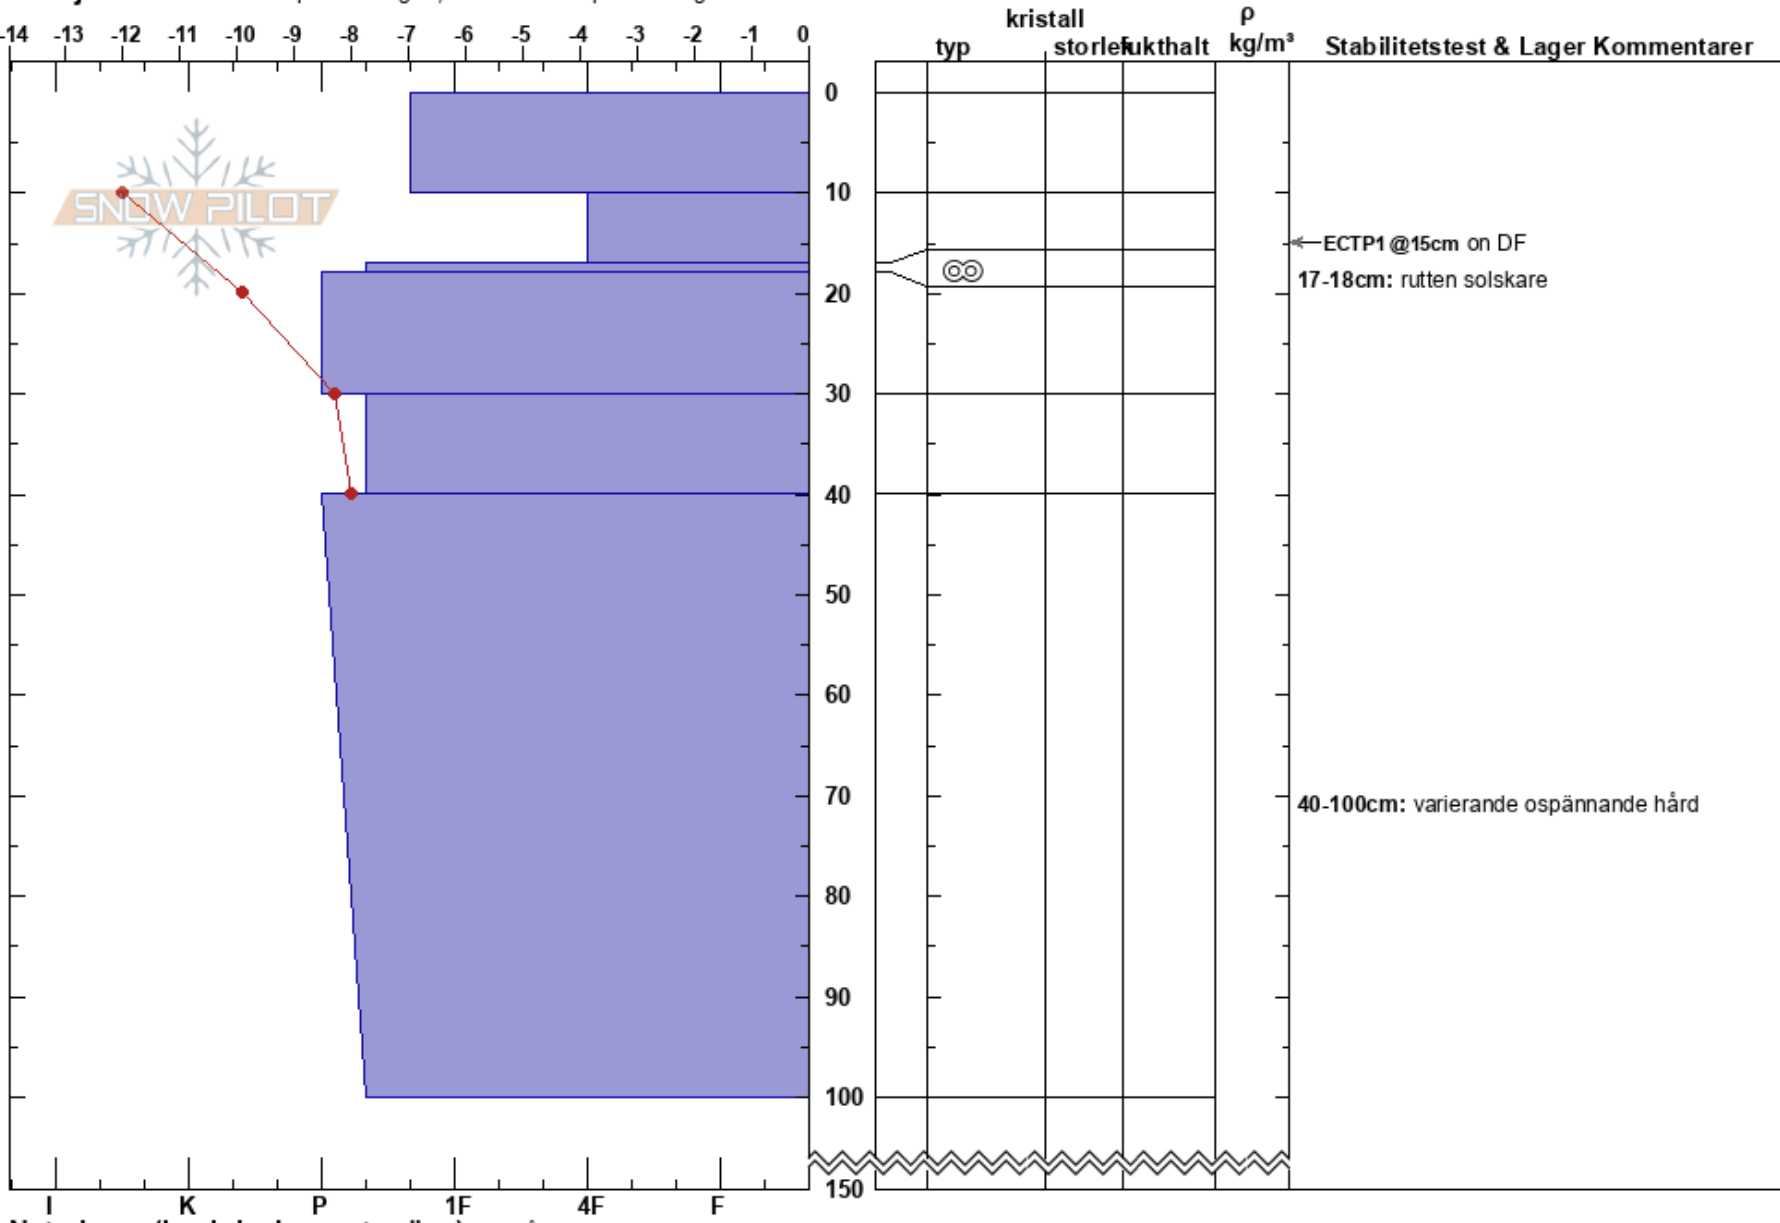 kristall ρ
typ storlek fukthalt kg/m³ Stabilitetstest & Lager Kommentarer
-14 -13 -12 -11 -10 -9 -8 -7 -6 -5 -4 -3 -2 -1 0
0
10
SNOW PILOT
ECTP1 @15cm on DF
17-18cm: rutten solskare
20
30
40
50
60
70
40-100cm: varierande ospännande hård
80
90
100
150
I K P 1F 4F F